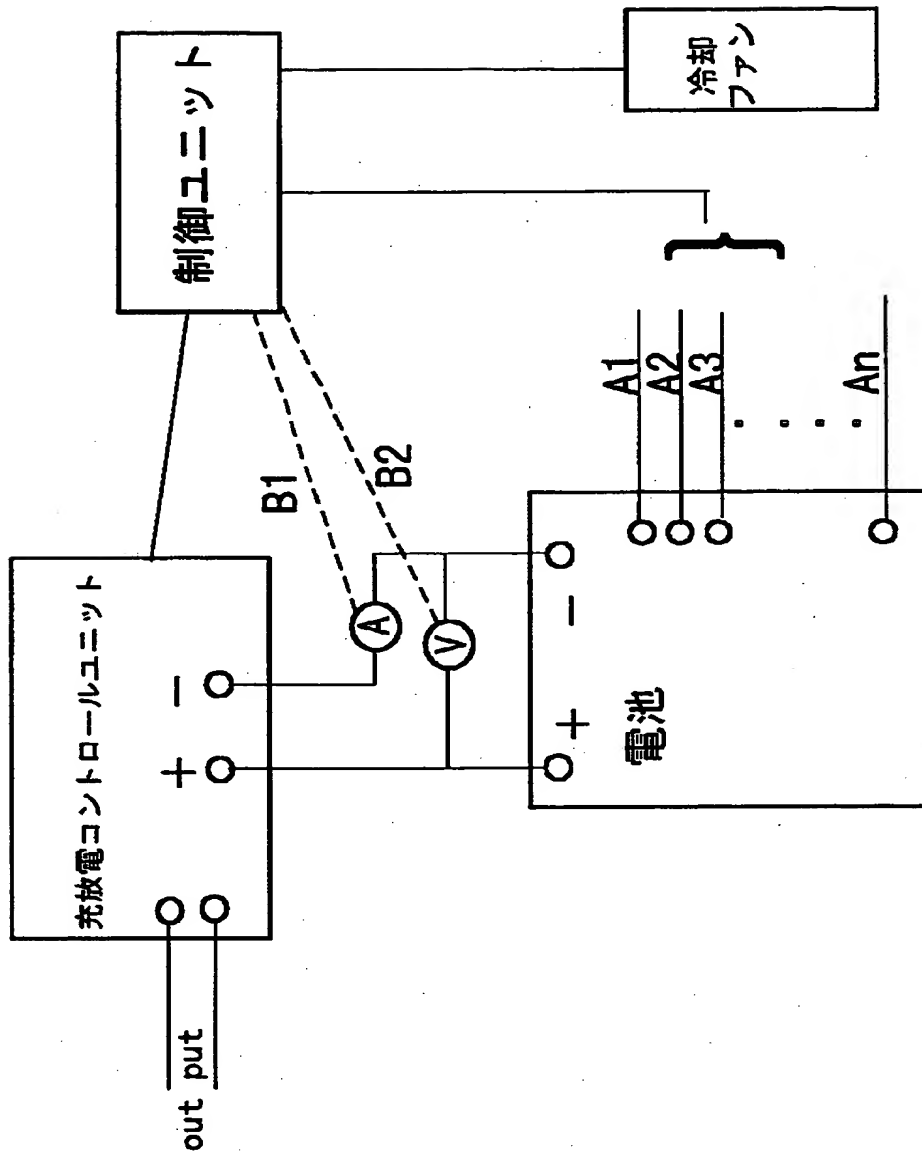 out put
充放電コントロールユニット
+ −
A
V
B1
B2
制御ユニット
冷却
ファン
+ −
電池
A1
A2
A3
An